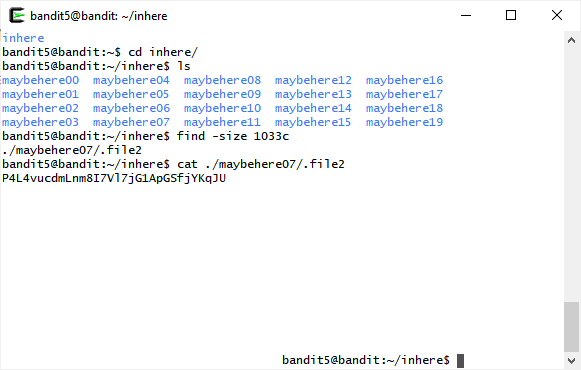 bandit5@bandit: ~/inhere
inhere
bandit5@bandit:~$ cd inhere/
bandit5@bandit:~/inhere$ ls
maybehere00 maybehere04 maybehere08 maybehere12 maybehere16
maybehere01 maybehere05 maybehere09 maybehere13 maybehere17
maybehere02 maybehere06 maybehere10 maybehere14 maybehere18
maybehere03 maybehere07 maybehere11 maybehere15 maybehere19
bandit5@bandit:~/inhere$ find -size 1033c
./maybehere07/.file2
bandit5@bandit:~/inhere$ cat ./maybehere07/.file2
P4L4vucdmLnm8I7Vl7jG1ApGSfjYKqJU
bandit5@bandit:~/inhere$